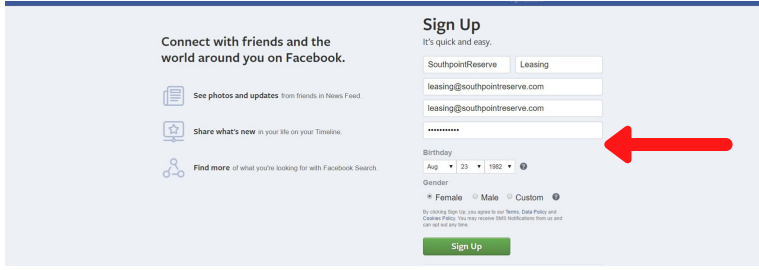 Connect with friends and the
world around you on Facebook.
See photos and updates from friends in News Feed.
Share what's new in your life on your Timeline.
Find more of what you're looking for with Facebook Search.
Sign Up
It's quick and easy.
SouthpointReserve Leasing
leasing@southpointreserve.com
leasing@southpointreserve.com
•••••••••••
Birthday
Aug 23 1982
Gender
Female Male Custom
By clicking Sign Up, you agree to our Terms, Data Policy and
Cookies Policy. You may receive SMS Notifications from us and
can opt out any time.
Sign Up